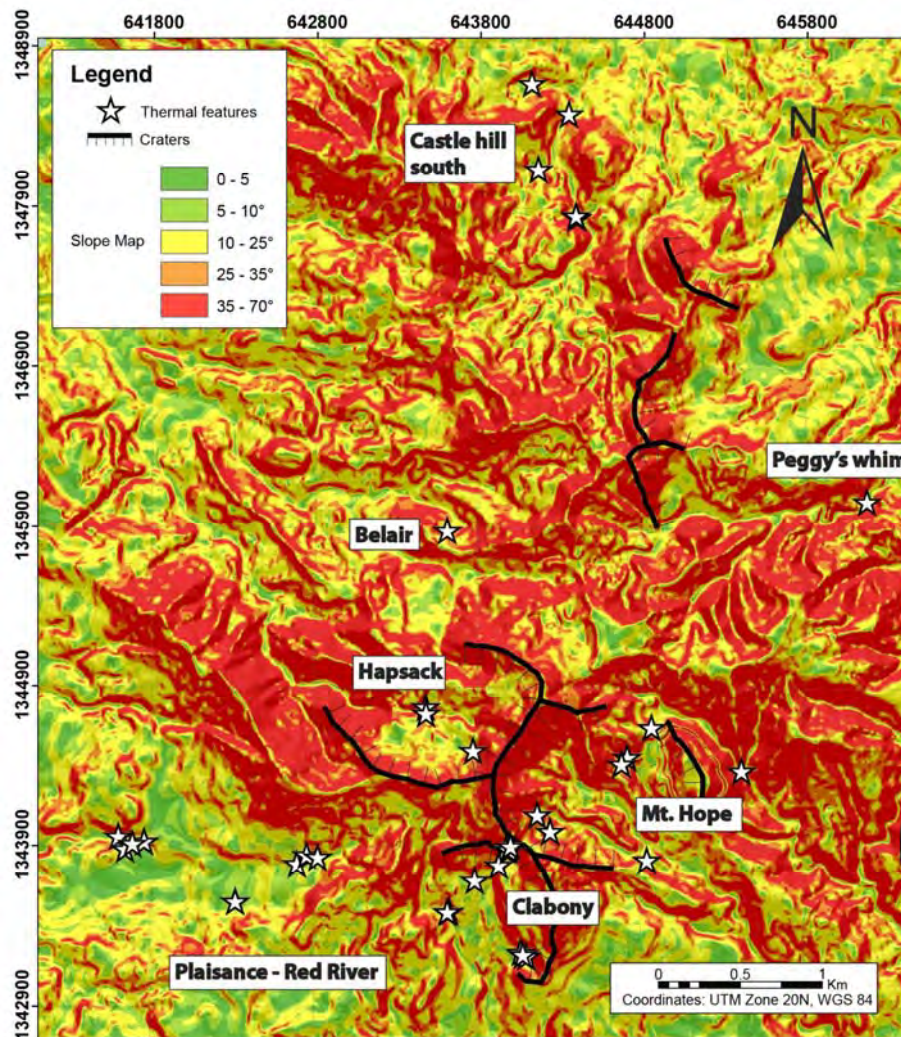 641800 642800 643800 644800 645800
1348900
1347900
1346900
1345900
1344900
1343900
1342900
Legend
Thermal features
Craters
Slope Map
0 - 5
5 - 10°
10 - 25°
25 - 35°
35 - 70°
N
Castle hill
south
Peggy's whim
Belair
Hapsack
Mt. Hope
Clabony
Plaisance - Red River
0 0.5 1
Km
Coordinates: UTM Zone 20N, WGS 84